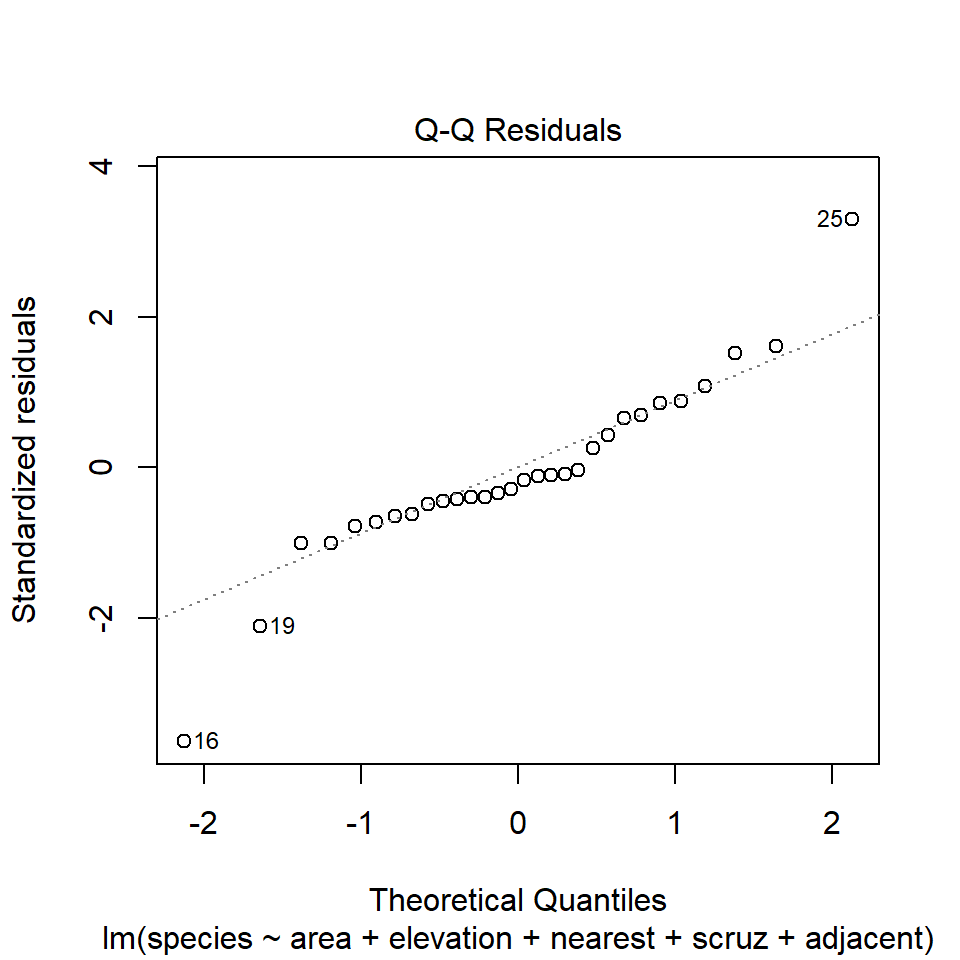 Q-Q Residuals
4
2
0
-2
Standardized residuals
25
19
16
-2 -1 0 1 2
Theoretical Quantiles
lm(species ~ area + elevation + nearest + scruz + adjacent)